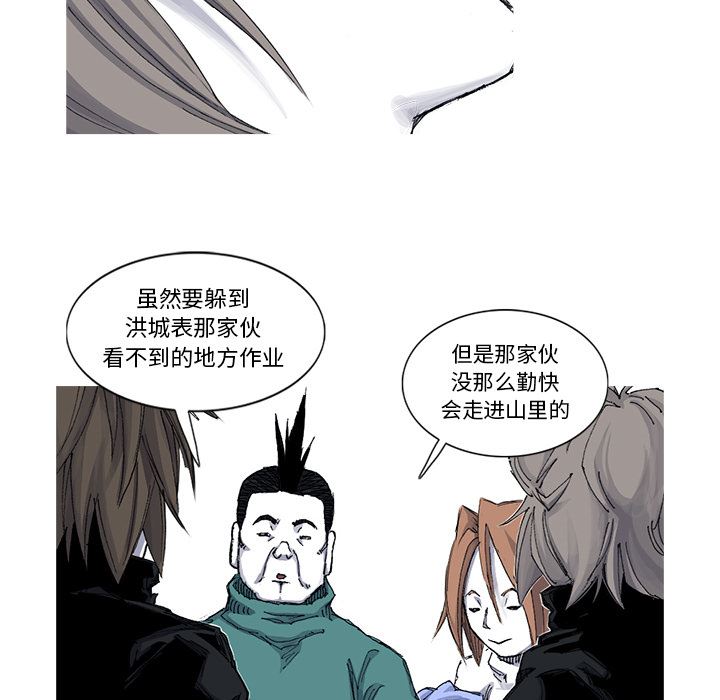 虽然要躲到
洪城表那家伙
看不到的地方作业
但是那家伙
没那么勤快
会走进山里的